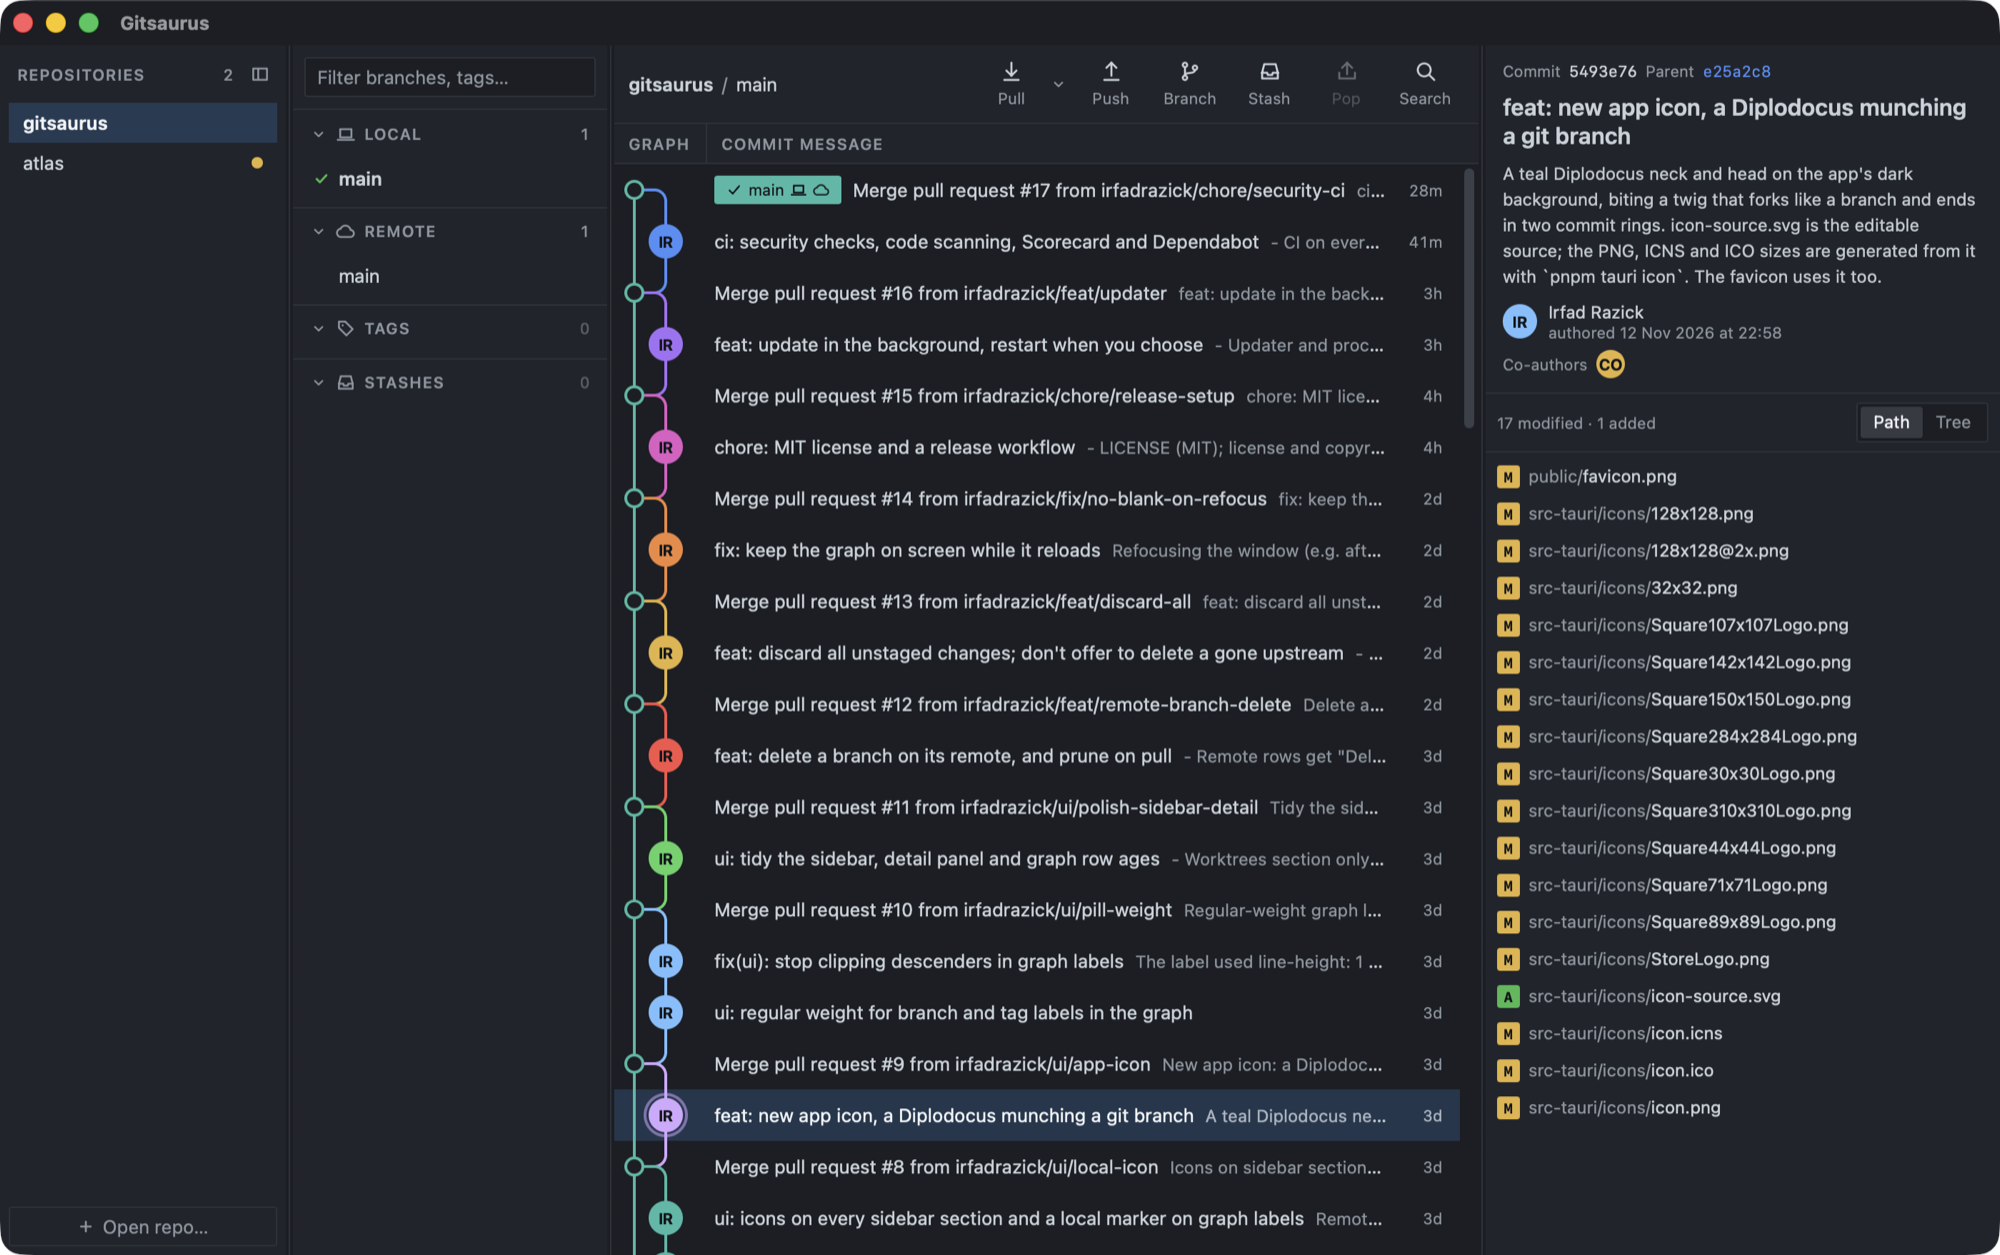 Gitsaurus
REPOSITORIES 2
gitsaurus
atlas
+ Open repo...
Filter branches, tags...
LOCAL 1
main
REMOTE 1
main
TAGS 0
STASHES 0
gitsaurus / main
Pull
Push
Branch
Stash
Pop
Search
GRAPH COMMIT MESSAGE
main Merge pull request #17 from irfadrazick/chore/security-ci ci... 28m
IR ci: security checks, code scanning, Scorecard and Dependabot - CI on ever... 41m
Merge pull request #16 from irfadrazick/feat/updater feat: update in the back... 3h
IR feat: update in the background, restart when you choose - Updater and proc... 3h
Merge pull request #15 from irfadrazick/chore/release-setup chore: MIT lice... 4h
IR chore: MIT license and a release workflow - LICENSE (MIT); license and copyr... 4h
Merge pull request #14 from irfadrazick/fix/no-blank-on-refocus fix: keep th... 2d
IR fix: keep the graph on screen while it reloads Refocusing the window (e.g. aft... 2d
Merge pull request #13 from irfadrazick/feat/discard-all feat: discard all unst... 2d
IR feat: discard all unstaged changes; don't offer to delete a gone upstream - ... 2d
Merge pull request #12 from irfadrazick/feat/remote-branch-delete Delete a... 2d
IR feat: delete a branch on its remote, and prune on pull - Remote rows get "Del... 3d
Merge pull request #11 from irfadrazick/ui/polish-sidebar-detail Tidy the sid... 3d
IR ui: tidy the sidebar, detail panel and graph row ages - Worktrees section only... 3d
Merge pull request #10 from irfadrazick/ui/pill-weight Regular-weight graph l... 3d
IR fix(ui): stop clipping descenders in graph labels The label used line-height: 1 ... 3d
IR ui: regular weight for branch and tag labels in the graph 3d
Merge pull request #9 from irfadrazick/ui/app-icon New app icon: a Diplodoc... 3d
IR feat: new app icon, a Diplodocus munching a git branch A teal Diplodocus ne... 3d
Merge pull request #8 from irfadrazick/ui/local-icon Icons on sidebar section... 3d
IR ui: icons on every sidebar section and a local marker on graph labels Remot... 3d
Commit 5493e76 Parent e25a2c8
feat: new app icon, a Diplodocus munching
a git branch
A teal Diplodocus neck and head on the app's dark
background, biting a twig that forks like a branch and ends
in two commit rings. icon-source.svg is the editable
source; the PNG, ICNS and ICO sizes are generated from it
with `pnpm tauri icon`. The favicon uses it too.
IR Irfad Razick
authored 12 Nov 2026 at 22:58
Co-authors CO
17 modified · 1 added Path Tree
M public/favicon.png
M src-tauri/icons/128x128.png
M src-tauri/icons/128x128@2x.png
M src-tauri/icons/32x32.png
M src-tauri/icons/Square107x107Logo.png
M src-tauri/icons/Square142x142Logo.png
M src-tauri/icons/Square150x150Logo.png
M src-tauri/icons/Square284x284Logo.png
M src-tauri/icons/Square30x30Logo.png
M src-tauri/icons/Square310x310Logo.png
M src-tauri/icons/Square44x44Logo.png
M src-tauri/icons/Square71x71Logo.png
M src-tauri/icons/Square89x89Logo.png
M src-tauri/icons/StoreLogo.png
A src-tauri/icons/icon-source.svg
M src-tauri/icons/icon.icns
M src-tauri/icons/icon.ico
M src-tauri/icons/icon.png